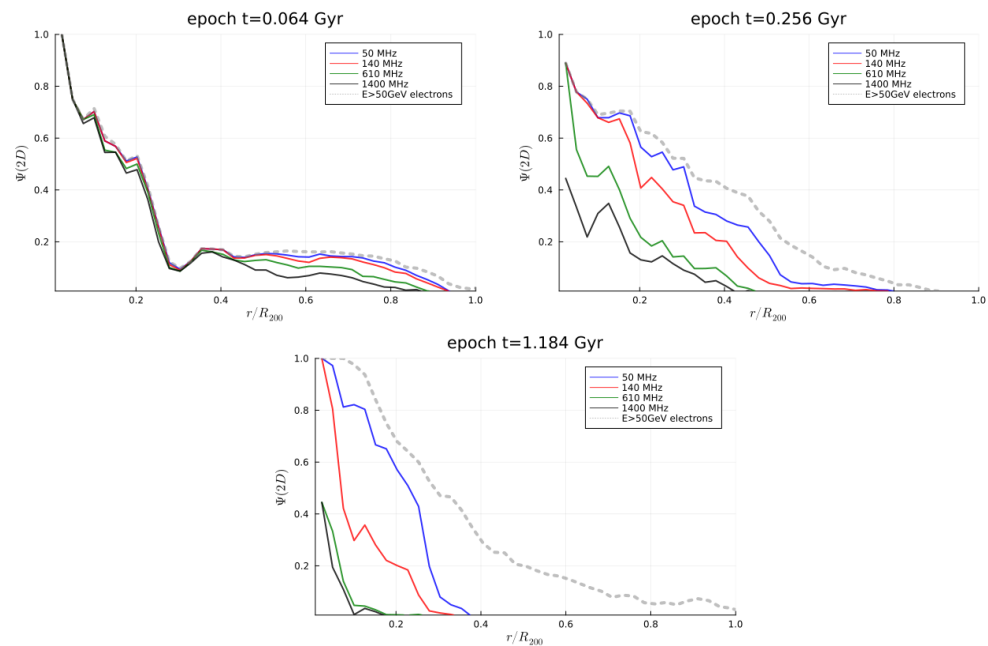 epoch t=0.064 Gyr
1.0
0.8
0.6
0.4
0.2
Ψ(2D)
50 MHz
140 MHz
610 MHz
1400 MHz
E>50GeV electrons
0.2 0.4 0.6 0.8 1.0
r/R₂₀₀
epoch t=0.256 Gyr
1.0
0.8
0.6
0.4
0.2
Ψ(2D)
50 MHz
140 MHz
610 MHz
1400 MHz
E>50GeV electrons
0.2 0.4 0.6 0.8 1.0
r/R₂₀₀
epoch t=1.184 Gyr
1.0
0.8
0.6
0.4
0.2
Ψ(2D)
50 MHz
140 MHz
610 MHz
1400 MHz
E>50GeV electrons
0.2 0.4 0.6 0.8 1.0
r/R₂₀₀